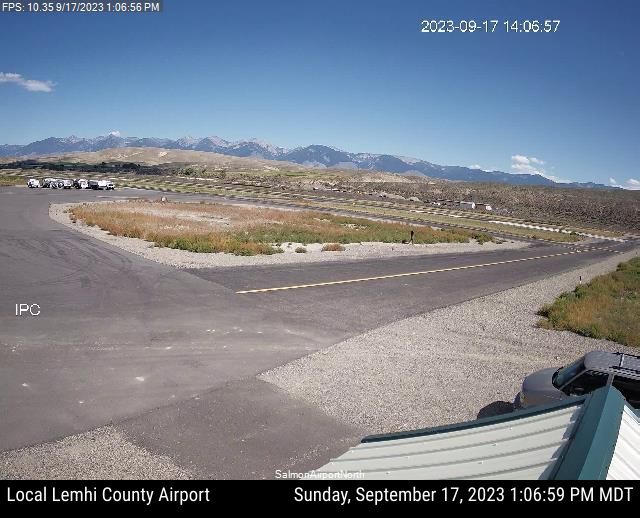 FPS: 10.35 9/17/2023 1:06:56 PM
2023-09-17 14:06:57
IPC
SalmonAirportNorth
Local Lemhi County Airport
Sunday, September 17, 2023 1:06:59 PM MDT